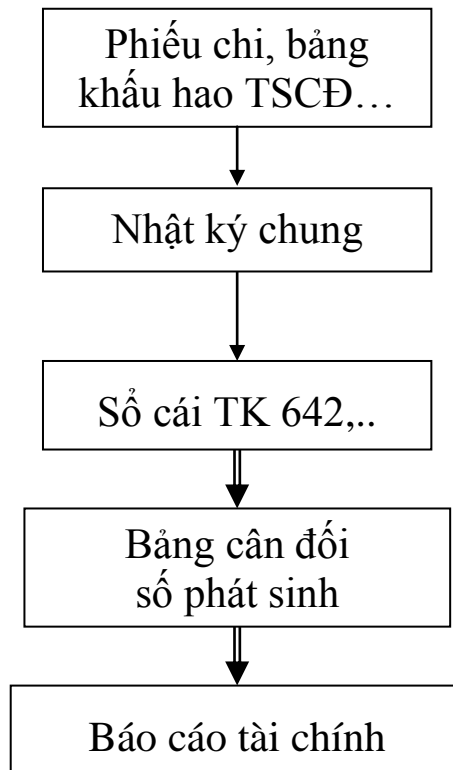 Phiếu chi, bảng
khấu hao TSCĐ…
Nhật ký chung
Sổ cái TK 642,..
Bảng cân đối
số phát sinh
Báo cáo tài chính